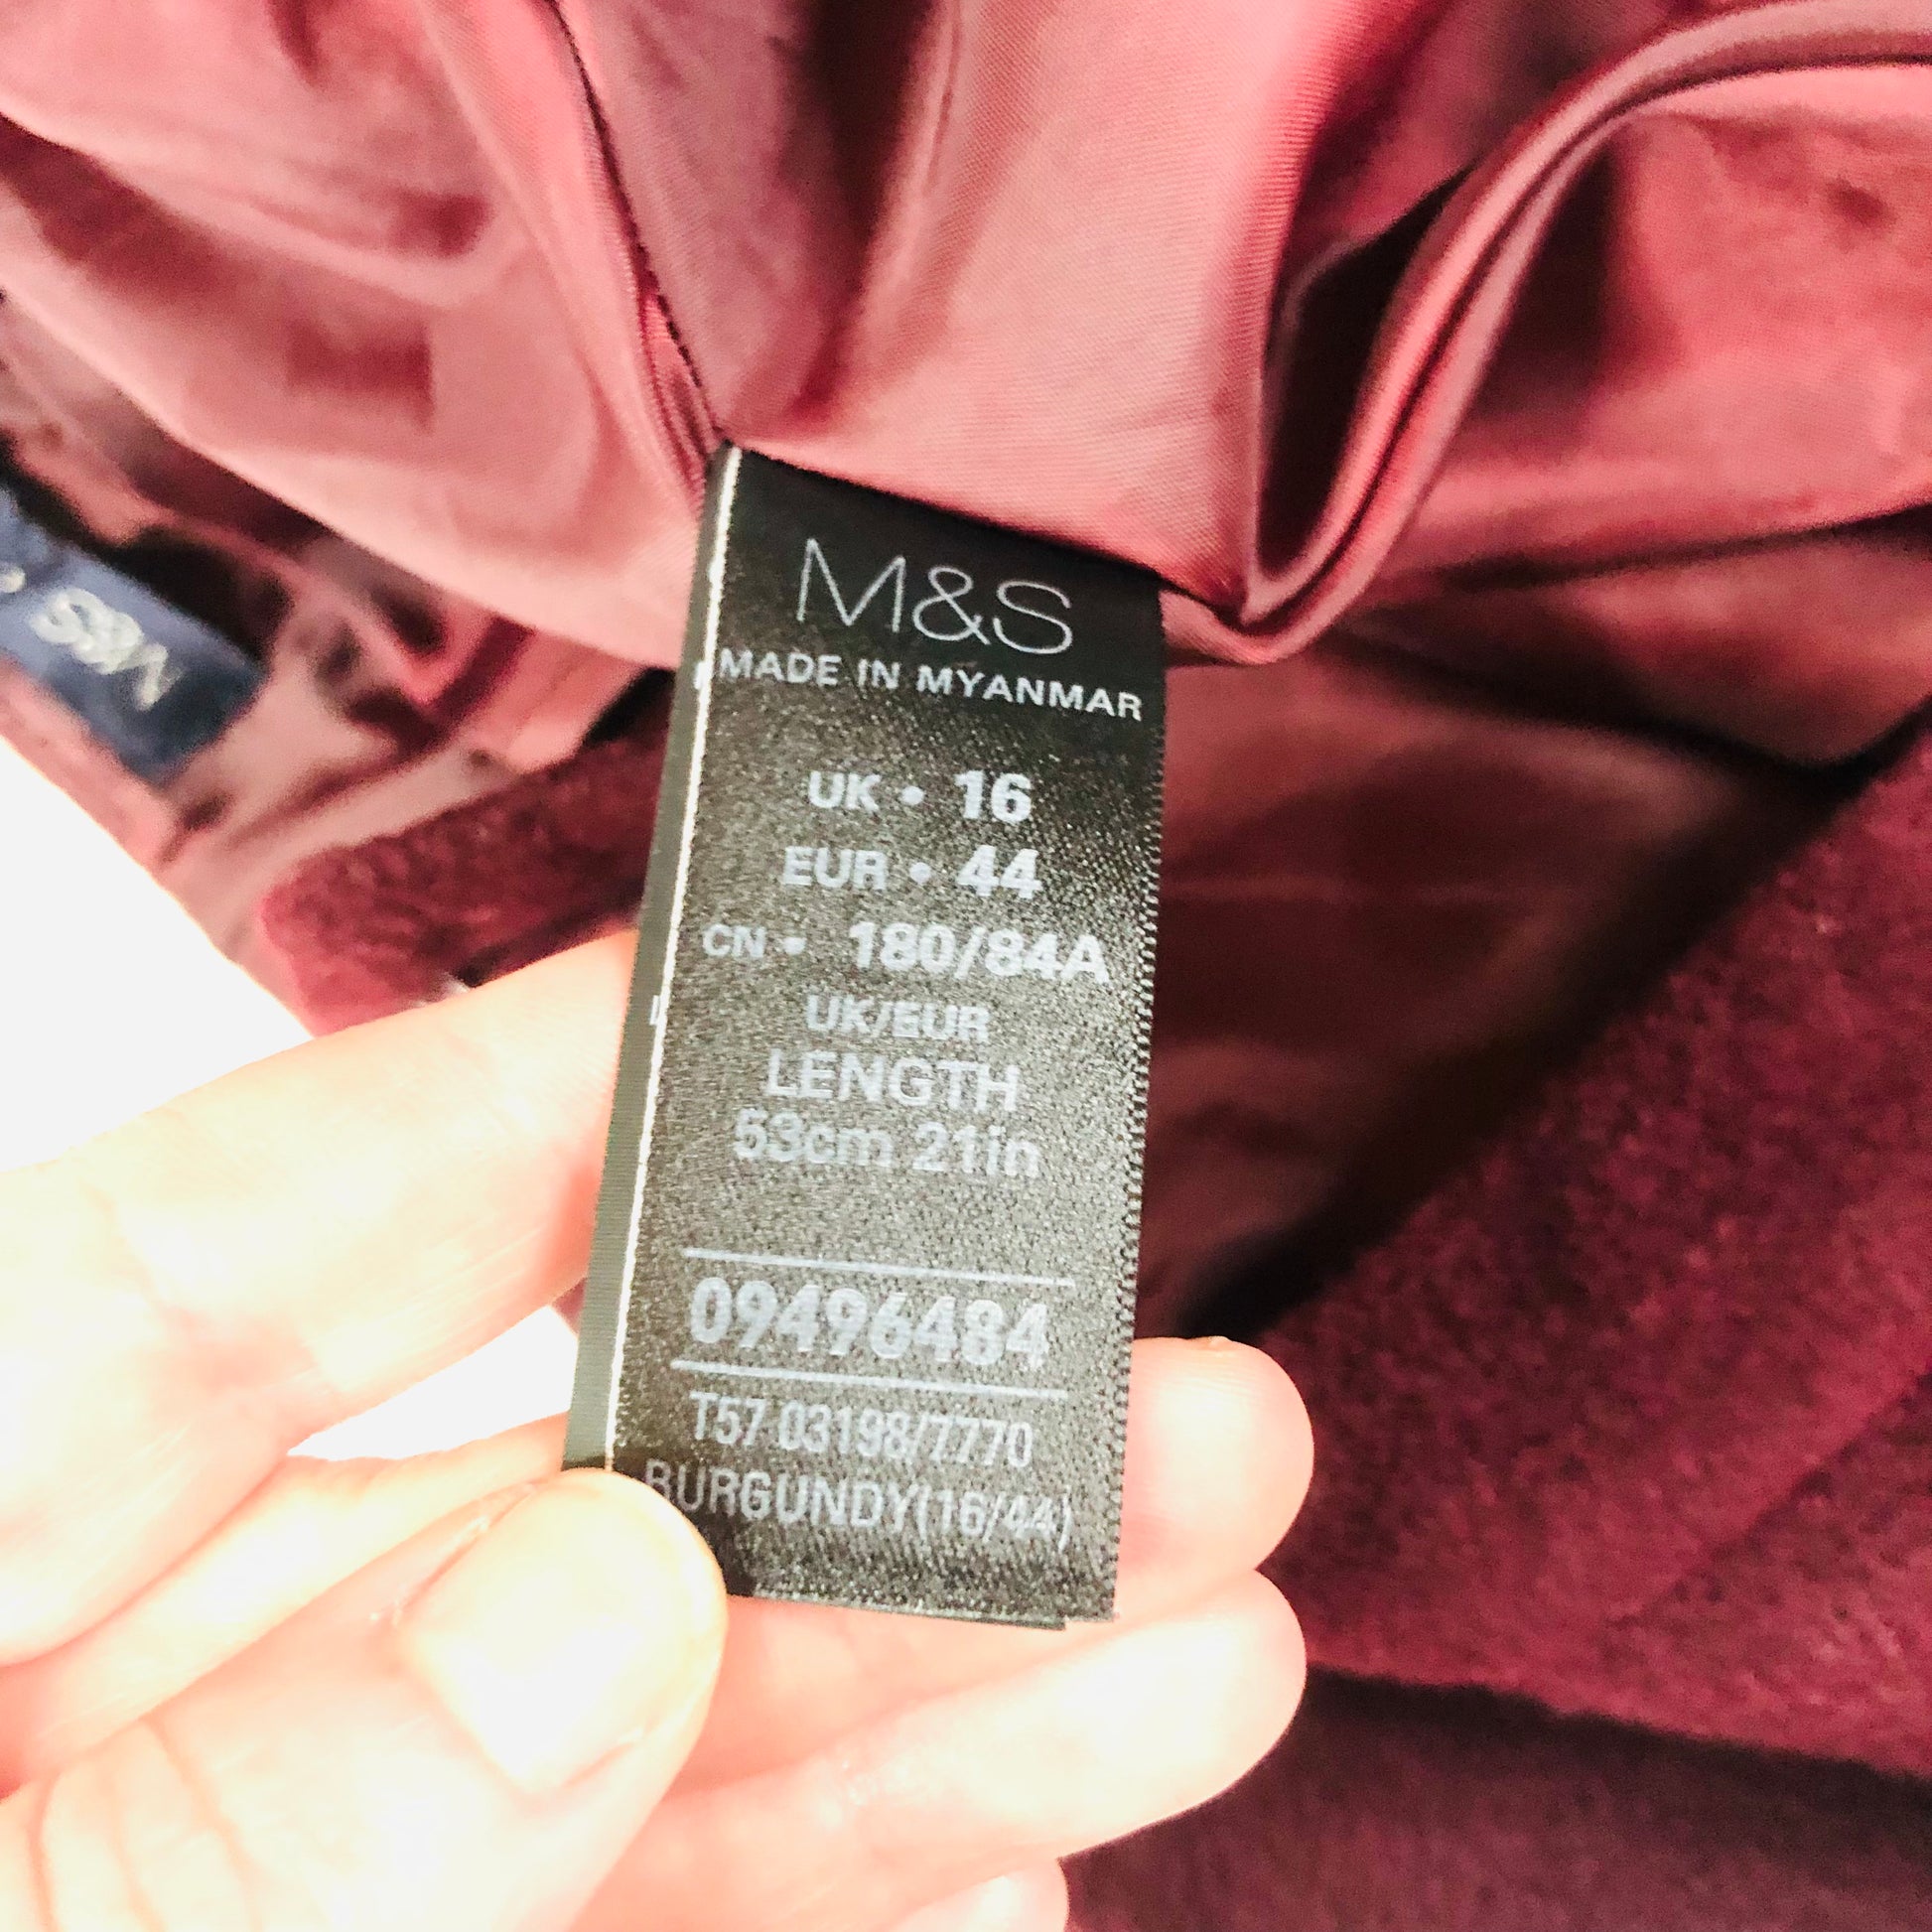 M&S
MADE IN MYANMAR
UK • 16
EUR • 44
CN • 180/84A
UK/EUR
LENGTH
53cm 21in
09496484
T57.03198/7770
BURGUNDY(16/44)
M&S